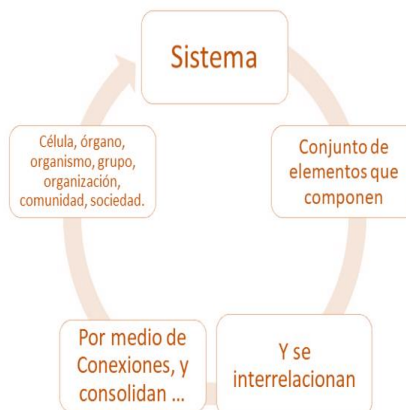 Sistema
Conjunto de
elementos que
componen
Y se
interrelacionan
Por medio de
Conexiones, y
consolidan ...
Célula, órgano,
organismo, grupo,
organización,
comunidad, sociedad.